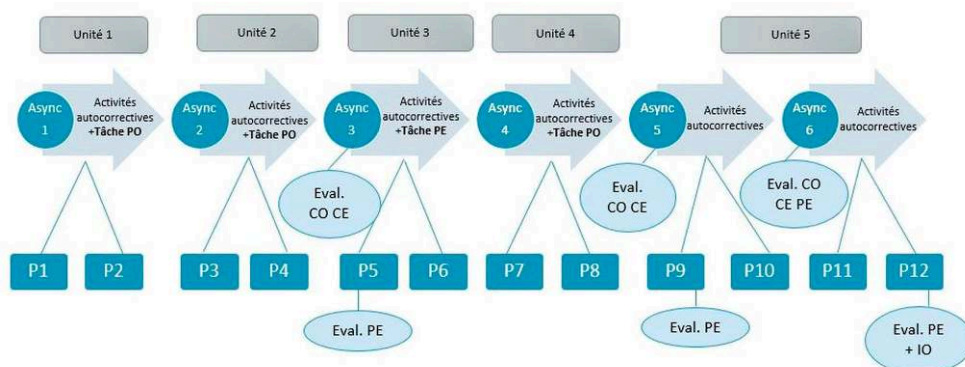 Unité 1
Unité 2
Unité 3
Unité 4
Unité 5
Async
1
Activités
autocorrectives
+Tâche PO
Async
2
Activités
autocorrectives
+Tâche PO
Async
3
Activités
autocorrectives
+Tâche PE
Async
4
Activités
autocorrectives
+Tâche PO
Async
5
Activités
autocorrectives
Async
6
Activités
autocorrectives
Eval.
CO CE
Eval.
CO CE
Eval. CO
CE PE
P1
P2
P3
P4
P5
P6
P7
P8
P9
P10
P11
P12
Eval. PE
Eval. PE
Eval. PE
+ IO